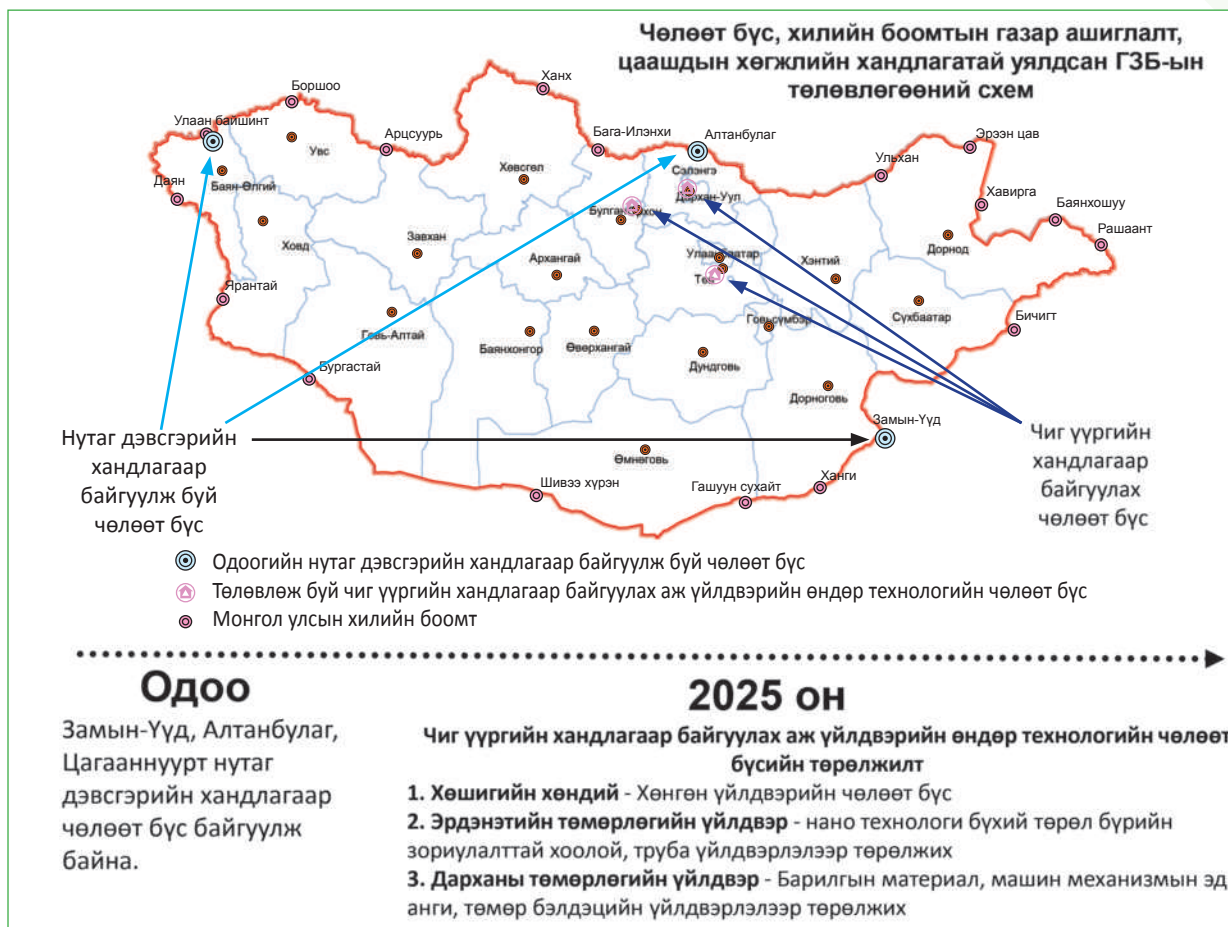 Чөлөөт бүс, хилийн боомтын газар ашиглалт,
цаашдын хөгжлийн хандлагатай уялдсан ГЗБ-ын
төлөвлөгөөний схем
Ханх
Боршоо
Улаан байшинт
Арцсуурь
Бага-Илэнхи
Алтанбулаг
Эрээн цав
Ульхан
Увс
Хөвсгөл
Сэлэнгэ
Даян
Баян-Өлгий
Дархан-Уул
Хавирга
Баянхошуу
Рашаант
Булган
Орхон
Ховд
Завхан
Архангай
Улаанбаатар
Төв
Хэнтий
Дорнод
Ярантай
Говь-Алтай
Баянхонгор
Өверхангай
Говьсүмбэр
Сүхбаатар
Бичигт
Бургастай
Дундговь
Дорноговь
Замын-Үүд
Өмнөговь
Шивээ хүрэн
Гашуун сухайт
Ханги
Нутаг дэвсгэрийн
хандлагаар
байгуулж буй
чөлөөт бүс
Чиг үүргийн
хандлагаар
байгуулах
чөлөөт бүс
Одоогийн нутаг дэвсгэрийн хандлагаар байгуулж буй чөлөөт бүс
Төлөвлөж буй чиг үүргийн хандлагаар байгуулах аж үйлдвэрийн өндөр технологийн чөлөөт бүс
Монгол улсын хилийн боомт
Одоо
Замын-Үүд, Алтанбулаг,
Цагааннуурт нутаг
дэвсгэрийн хандлагаар
чөлөөт бүс байгуулж
байна.
2025 он
Чиг үүргийн хандлагаар байгуулах аж үйлдвэрийн өндөр технологийн чөлөөт
бүсийн төрөлжилт
1. Хөшигийн хөндий - Хөнгөн үйлдвэрийн чөлөөт бүс
2. Эрдэнэтийн төмөрлөгийн үйлдвэр - нано технологи бүхий төрөл бүрийн
зориулалттай хоолой, труба үйлдвэрлэлээр төрөлжих
3. Дарханы төмөрлөгийн үйлдвэр - Барилгын материал, машин механизмын эд
анги, төмөр бэлдэцийн үйлдвэрлэлээр төрөлжих